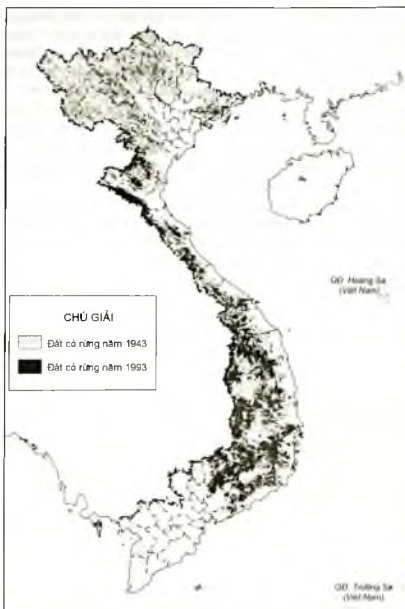 QĐ. Hoàng Sa
(Việt Nam)
CHÚ GIẢI
Đất có rừng năm 1943
Đất có rừng năm 1993
QĐ. Trường Sa
(Việt Nam)